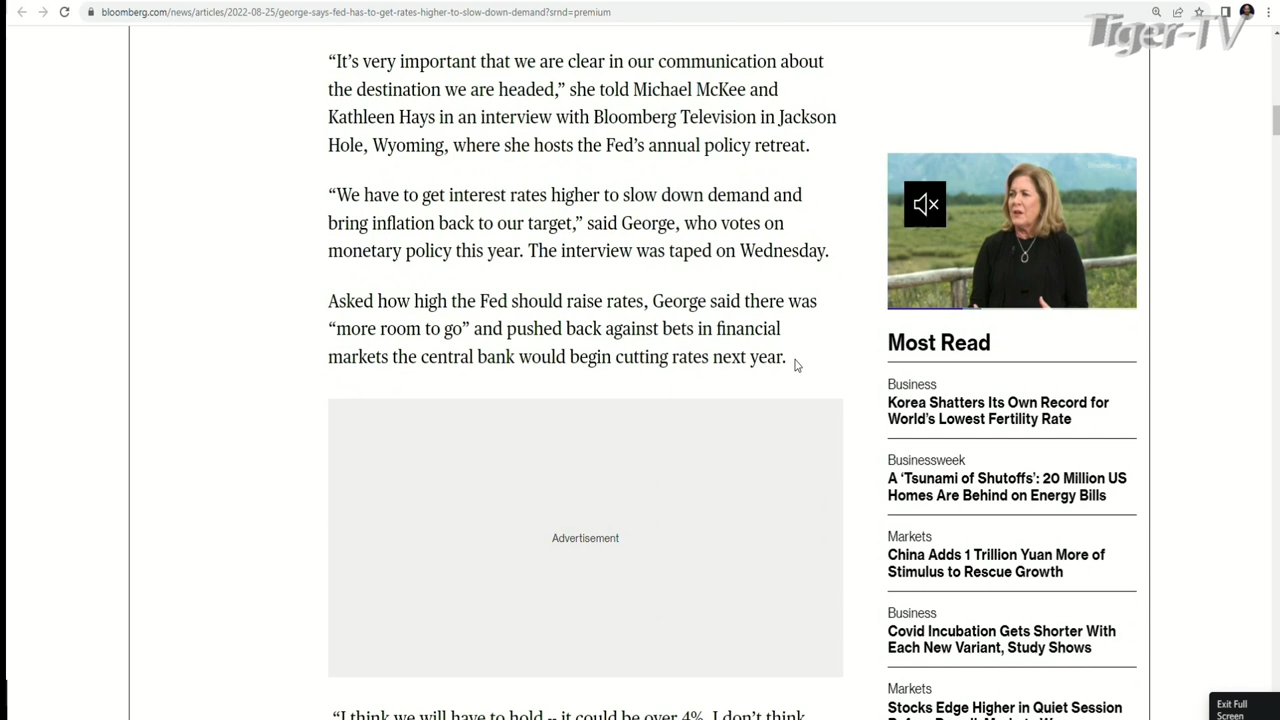 bloomberg.com/news/articles/2022-08-25/george-says-fed-has-to-get-rates-higher-to-slow-down-demand?srnd=premium
Tiger-TV
“It’s very important that we are clear in our communication about
the destination we are headed,” she told Michael McKee and
Kathleen Hays in an interview with Bloomberg Television in Jackson
Hole, Wyoming, where she hosts the Fed’s annual policy retreat.
“We have to get interest rates higher to slow down demand and
bring inflation back to our target,” said George, who votes on
monetary policy this year. The interview was taped on Wednesday.
Asked how high the Fed should raise rates, George said there was
“more room to go” and pushed back against bets in financial
markets the central bank would begin cutting rates next year.
Advertisement
“I think we will have to hold -- it could be over 4%. I don’t think
Bloomberg
Most Read
Business
Korea Shatters Its Own Record for
World’s Lowest Fertility Rate
Businessweek
A ‘Tsunami of Shutoffs’: 20 Million US
Homes Are Behind on Energy Bills
Markets
China Adds 1 Trillion Yuan More of
Stimulus to Rescue Growth
Business
Covid Incubation Gets Shorter With
Each New Variant, Study Shows
Markets
Stocks Edge Higher in Quiet Session
Exit Full
Screen